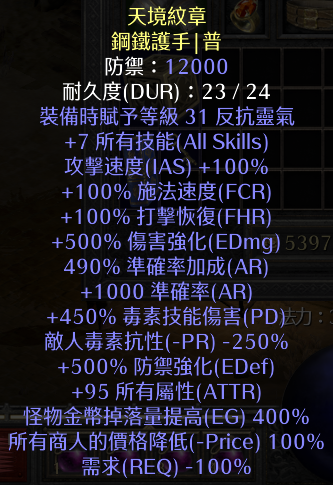 天境紋章
鋼鐵護手|普
防禦：12000
耐久度(DUR)：23 / 24
裝備時賦予等級 31 反抗靈氣
+7 所有技能(All Skills)
攻擊速度(IAS) +100%
+100% 施法速度(FCR)
+100% 打擊恢復(FHR)
+500% 傷害強化(EDmg)
490% 準確率加成(AR)
+1000 準確率(AR)
+450% 毒素技能傷害(PD)
敵人毒素抗性(-PR) -250%
+500% 防禦強化(EDef)
+95 所有屬性(ATTR)
怪物金幣掉落量提高(EG) 400%
所有商人的價格降低(-Price) 100%
需求(REQ) -100%
5397
法力：3